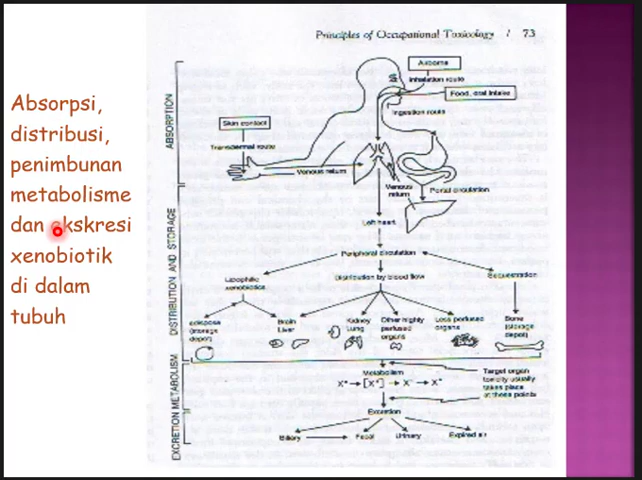 Principles of Occupational Toxicology / 73
Absorpsi,
distribusi,
penimbunan
metabolisme
dan ekskresi
xenobiotik
di dalam
tubuh
ABSORPTION
Airborne
Inhalation route
Food, oral intake
Ingestion route
Skin contact
Transdermal route
Venous return
Venous
return
Portal circulation
Left heart
DISTRIBUTION AND STORAGE
Peripheral circulation
Lipophilic
xenobiotics
Distribution by blood flow
Sequestration
Adipose
(storage
depot)
Brain
Liver
Kidney
Lung
Other highly
perfused
organs
Less perfused
organs
Bone
(storage
depot)
EXCRETION METABOLISM
Metabolism
Target organ
toxicity usually
takes place
at these points
Excretion
Biliary
Fecal
Urinary
Expired air